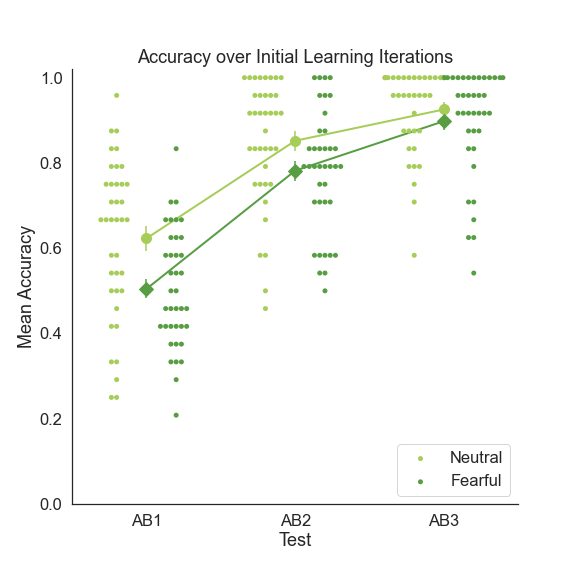 Accuracy over Initial Learning Iterations
Mean Accuracy
1.0
0.8
0.6
0.4
0.2
0.0
Neutral
Fearful
AB1 AB2 AB3
Test